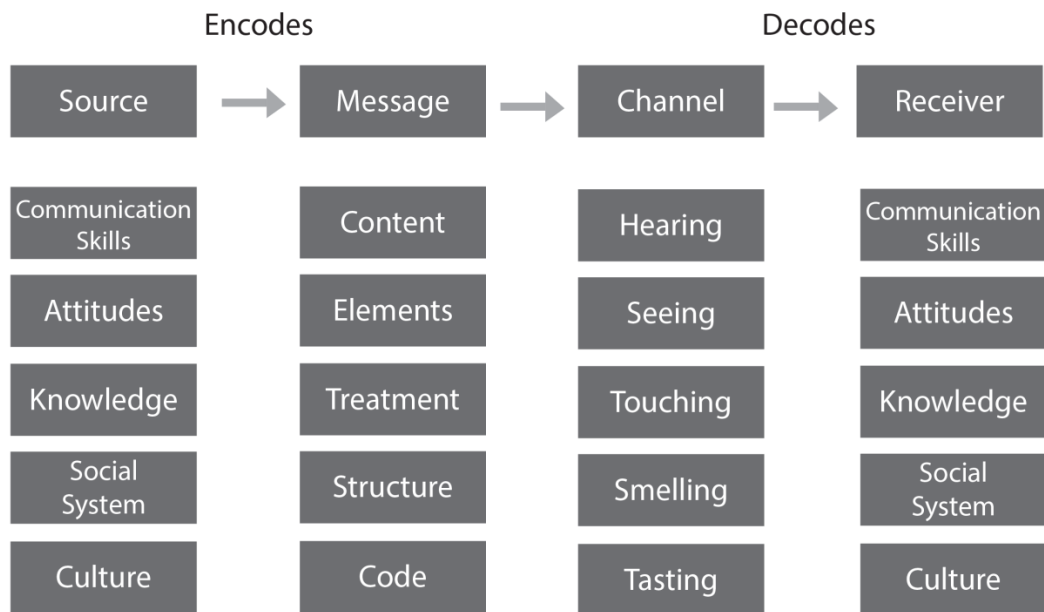 Encodes Decodes
Source Message Channel Receiver
Communication
Skills
Content
Hearing
Communication
Skills
Attitudes Elements Seeing Attitudes
Knowledge Treatment Touching Knowledge
Social
System
Structure
Smelling
Social
System
Culture Code Tasting Culture